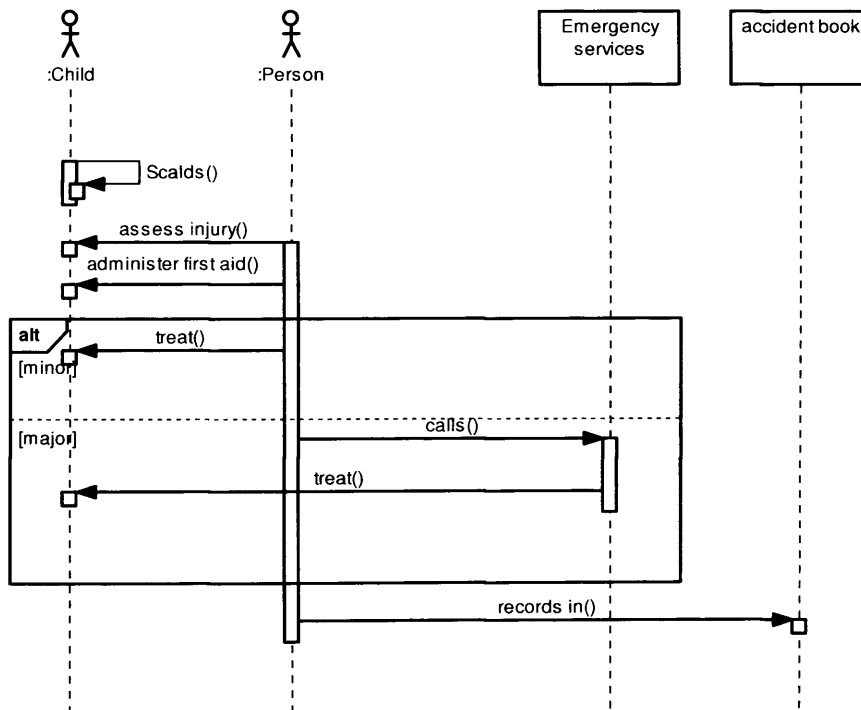 :Child
:Person
Emergency
services
accident book
Scalds()
assess injury()
administer first aid()
alt
treat()
[minor]
[major]
calls()
treat()
records in()